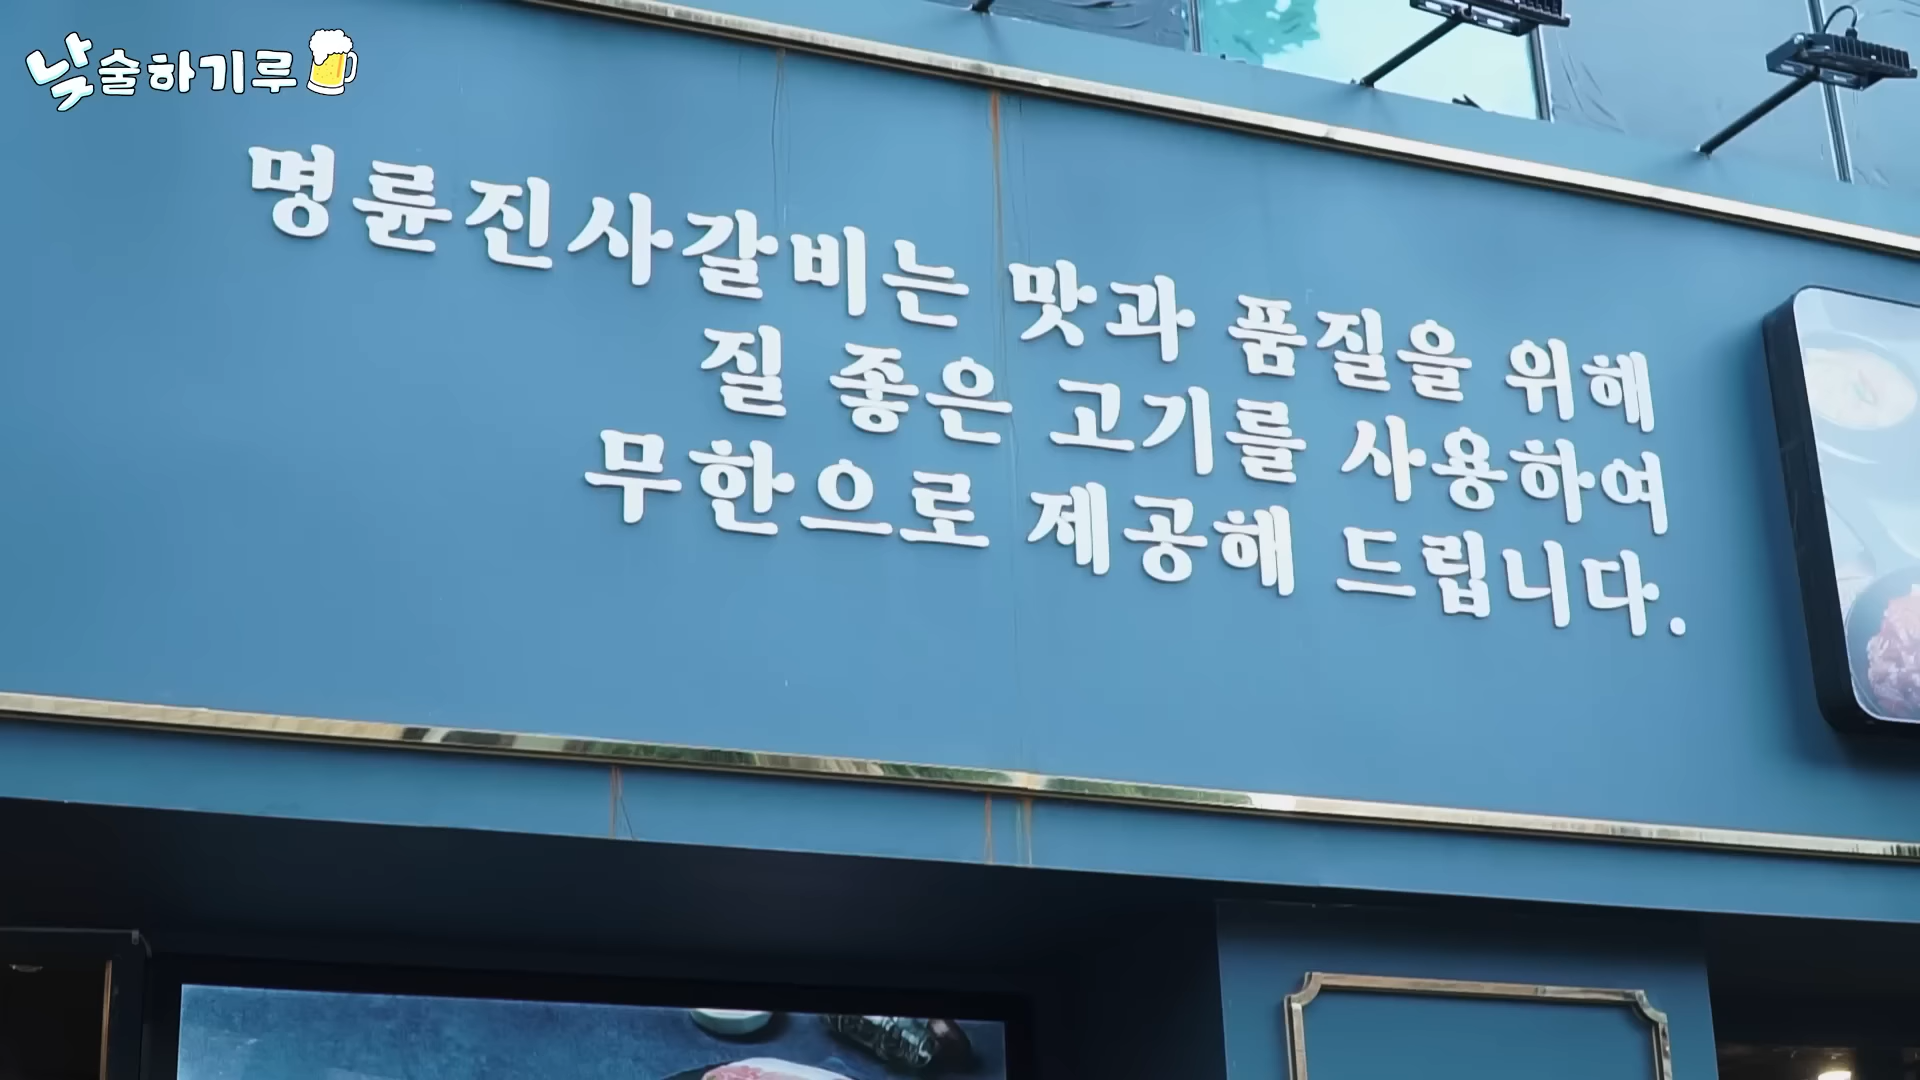 낮술하기루
명륜진사갈비는 맛과 품질을 위해
질 좋은 고기를 사용하여
무한으로 제공해 드립니다.